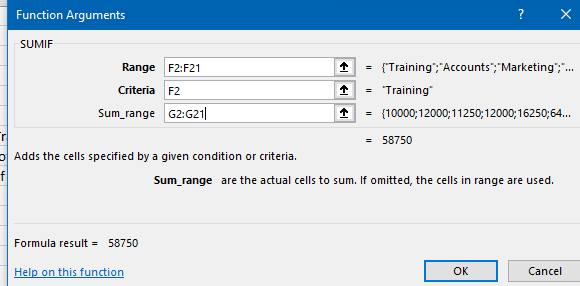 Function Arguments ? ×
SUMIF
Range F2:F21 = {"Training";"Accounts";"Marketing";"...
Criteria F2 = "Training"
Sum_range G2:G21 = {10000;12000;11250;12000;16250;64...
= 58750
Adds the cells specified by a given condition or criteria.
Sum_range are the actual cells to sum. If omitted, the cells in range are used.
Formula result = 58750
Help on this function OK Cancel